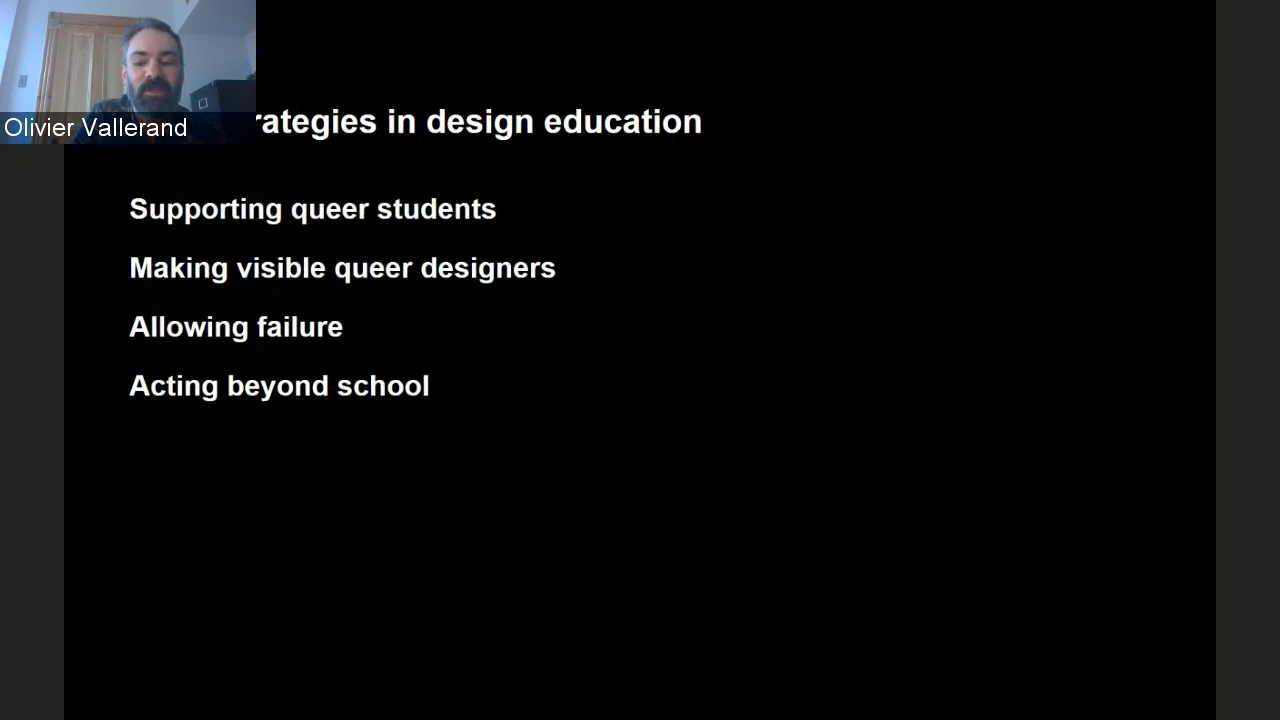 Olivier Vallerand
rategies in design education
Supporting queer students
Making visible queer designers
Allowing failure
Acting beyond school